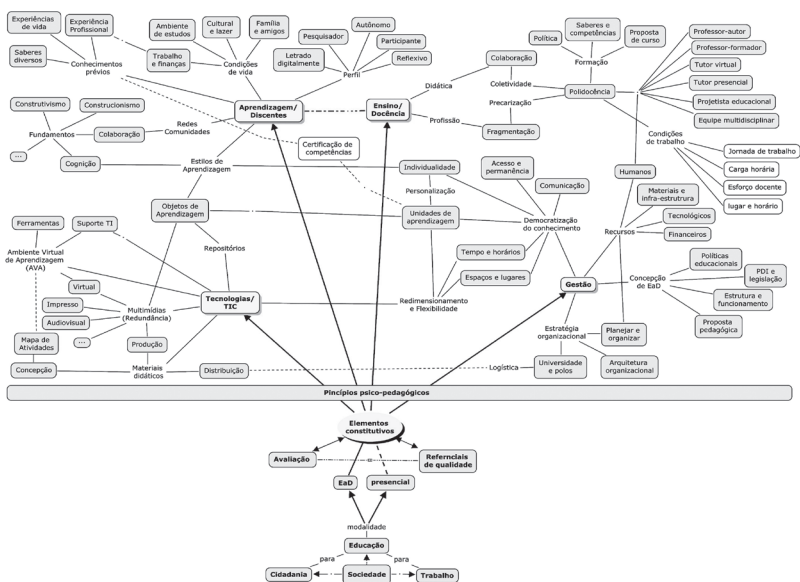 Experiências
de vida
Experiência
Profissional
Saberes
diversos
Conhecimentos
prévios
Ambiente
de estudos
Cultural
e lazer
Família
e amigos
Trabalho
e finanças
Condições
de vida
Pesquisador
Autônomo
Participante
Letrado
digitalmente
Reflexivo
Perfil
Política
Saberes e
competências
Proposta
de curso
Formação
Colaboração
Coletividade
Polidocência
Didática
Precarização
Profissão
Fragmentação
Professor-autor
Professor-formador
Tutor virtual
Tutor presencial
Projetista educacional
Equipe multidisciplinar
Condições
de trabalho
Jornada de trabalho
Carga horária
Esforço docente
lugar e horário
Aprendizagem/
Discentes
Ensino/
Docência
Construtivismo
Construcionismo
Fundamentos
Colaboração
Redes
Comunidades
...
Cognição
Estilos de
Aprendizagem
Certificação de
competências
Individualidade
Personalização
Unidades de
aprendizagem
Acesso e
permanência
Comunicação
Democratização
do conhecimento
Tempo e horários
Espaços e lugares
Redimensionamento
e Flexibilidade
Humanos
Materiais e
infra-estrutrura
Tecnológicos
Financeiros
Recursos
Objetos de
Aprendizagem
Repositórios
Ferramentas
Suporte TI
Ambiente Virtual
de Aprendizagem
(AVA)
Virtual
Impresso
Audiovisual
...
Multimídias
(Redundância)
Tecnologias/
TIC
Gestão
Concepção
de EaD
Políticas
educacionais
PDI e
legislação
Estrutura e
funcionamento
Proposta
pedagógica
Mapa de
Atividades
Produção
Concepção
Materiais
didáticos
Distribuição
Logística
Estratégia
organizacional
Planejar e
organizar
Universidade
e polos
Arquitetura
organizacional
Pincípios psico-pedagógicos
Elementos
constitutivos
Avaliação
=
Refernclais
de qualidade
EaD
presencial
modalidade
Educação
para
para
Cidadania
Sociedade
Trabalho